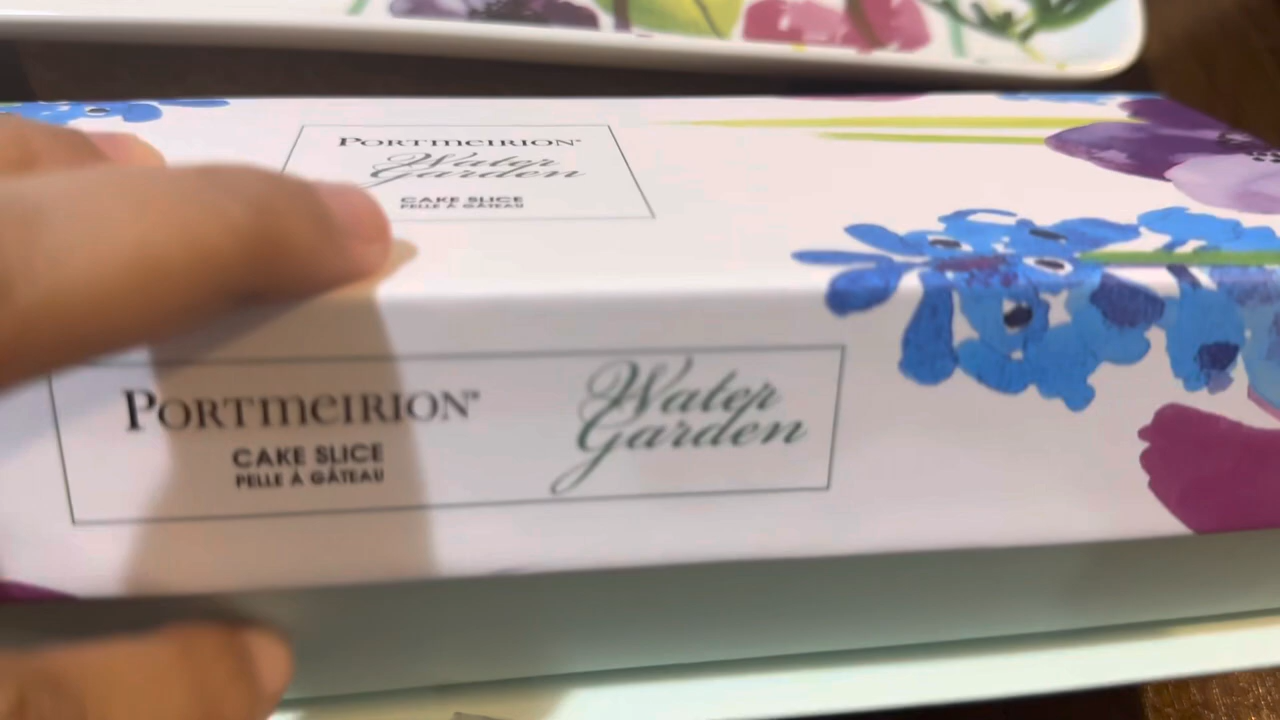 PORTMEIRION®
Water
Garden
CAKE SLICE
PELLE À GÂTEAU
PORTMEIRION®
CAKE SLICE
PELLE À GÂTEAU
Water
Garden